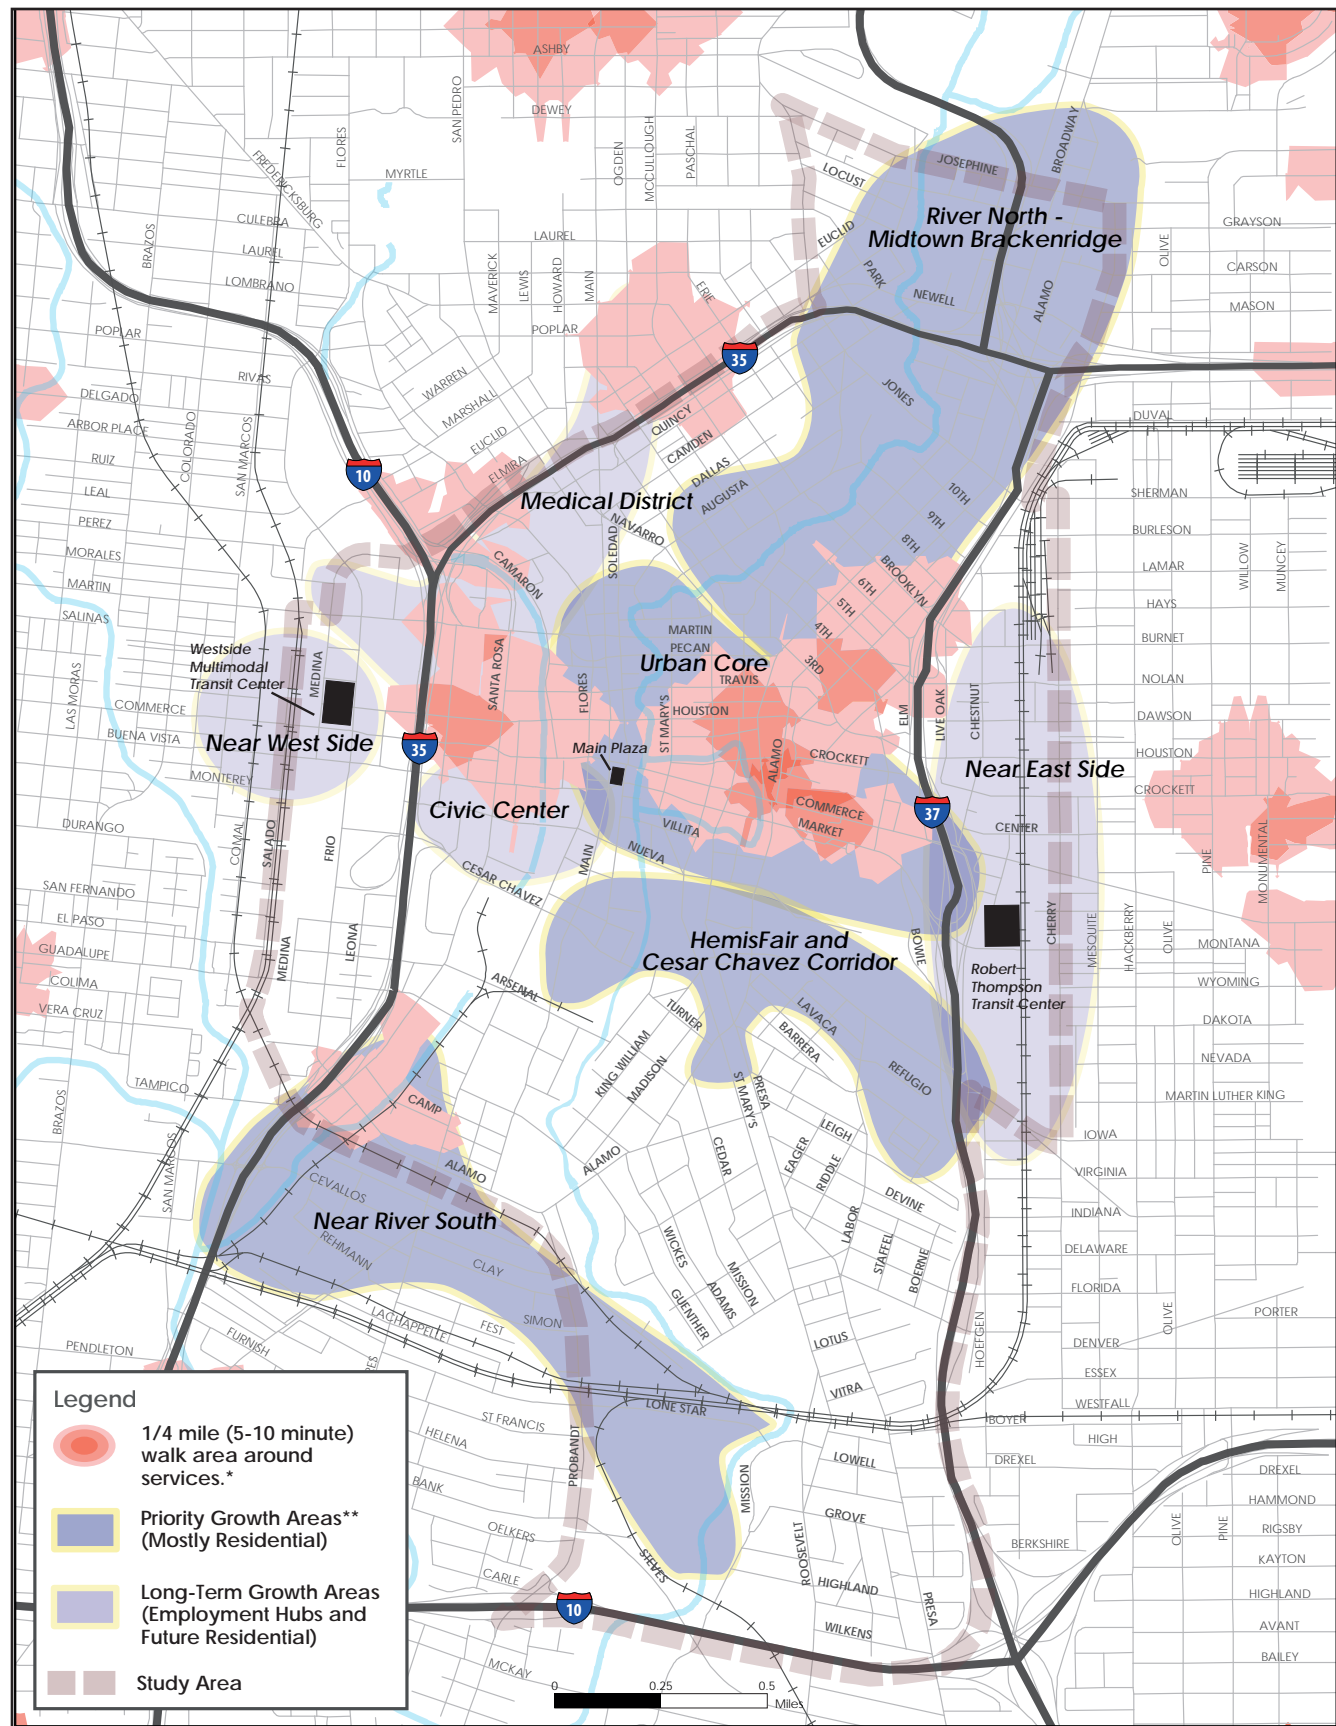 ASHBY
DEWEY
SAN PEDRO
FLORES
FREDERICKSBURG
MYRTLE
OGDEN
MCCULLOUGH
PASCHAL
LOCUST
JOSEPHINE
BROADWAY
River North -
Midtown Brackenridge
EUCLID
PARK
NEWELL
ALAMO
OLIVE
GRAYSON
CARSON
MASON
BRAZOS
CULEBRA
LAUREL
LOMBRANO
LAUREL
MAVERICK
LEWIS
HOWARD
MAIN
ERIE
POPLAR
POPLAR
RIVAS
35
WARREN
MARSHALL
EUCLID
ELMIRA
QUINCY
CAMDEN
DALLAS
AUGUSTA
JONES
DELGADO
ARBOR PLACE
RUIZ
LEAL
PEREZ
MORALES
MARTIN
SALINAS
COLORADO
SAN MARCOS
10
Medical District
NAVARRO
SOLEDAD
CAMARON
10TH
9TH
8TH
BROOKLYN
6TH
5TH
4TH
3RD
DUVAL
SHERMAN
BURLESON
LAMAR
HAYS
BURNET
NOLAN
DAWSON
HOUSTON
CROCKETT
WILLOW
MUNCEY
MARTIN
PECAN
Urban Core
TRAVIS
HOUSTON
ST MARY'S
SANTA ROSA
FLORES
Westside
Multimodal
Transit Center
MEDINA
LAS MORAS
COMMERCE
BUENA VISTA
Near West Side
MONTEREY
35
Main Plaza
ALAMO
CROCKETT
COMMERCE
MARKET
ELM
LIVE OAK
CHESTNUT
Near East Side
37
CENTER
Civic Center
VILLITA
NUEVA
MAIN
CESAR CHAVEZ
DURANGO
COMAL
SALADO
FRIO
SAN FERNANDO
EL PASO
GUADALUPE
COLIMA
VERA CRUZ
MEDINA
LEONA
HemisFair and
Cesar Chavez Corridor
BOWIE
Robert
Thompson
Transit Center
CHERRY
MESQUITE
HACKBERRY
OLIVE
PINE
MONUMENTAL
MONTANA
WYOMING
DAKOTA
NEVADA
MARTIN LUTHER KING
IOWA
VIRGINIA
INDIANA
DELAWARE
FLORIDA
PORTER
OLIVE
DENVER
ESSEX
WESTFALL
ARSENAL
TURNER
KING WILLIAM
MADISON
LAVACA
BARRERA
REFUGIO
ST MARY'S
PRESA
LEIGH
EAGER
RIDDLE
CEDAR
DEVINE
LABOR
STAFFEL
BOERNE
TAMPICO
BRAZOS
SAN MARCOS
CAMP
ALAMO
ALAMO
CEVALLOS
Near River South
REHMANN
CLAY
WICKES
MISSION
ADAMS
GUENTHER
LACHAPPELLE
FEST
SIMON
FURNISH
PENDLETON
LOTUS
VITRA
HOEFGEN
LONE STAR
BOYER
HIGH
DREXEL
ST FRANCIS
HELENA
BANK
OELKERS
CARLE
PROBANDT
MISSION
LOWELL
GROVE
ROOSEVELT
HIGHLAND
WILKENS
PRESA
BERKSHIRE
OLIVE
PINE
DREXEL
HAMMOND
RIGSBY
KAYTON
HIGHLAND
AVANT
BAILEY
STEVES
10
MCKAY
Legend
1/4 mile (5-10 minute)
walk area around
services.*
Priority Growth Areas**
(Mostly Residential)
Long-Term Growth Areas
(Employment Hubs and
Future Residential)
Study Area
0 0.25 0.5
Miles